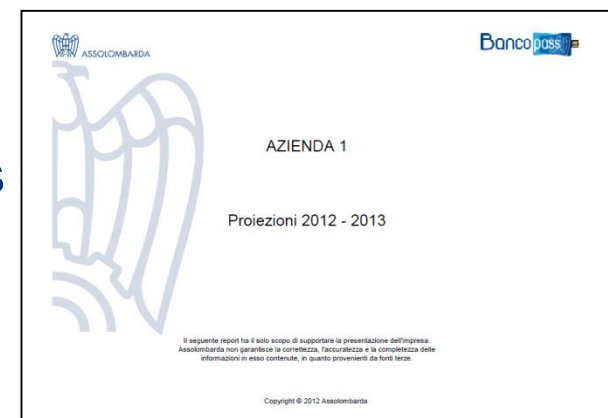 ASSOLOMBARDA
Bancopass
s
AZIENDA 1
Proiezioni 2012 - 2013
Il seguente report ha il solo scopo di supportare la presentazione dell'impresa.
Assolombarda non garantisce la correttezza, l'accuratezza e la completezza delle
informazioni in esso contenute, in quanto provenienti da fonti terze.
Copyright © 2012 Assolombarda